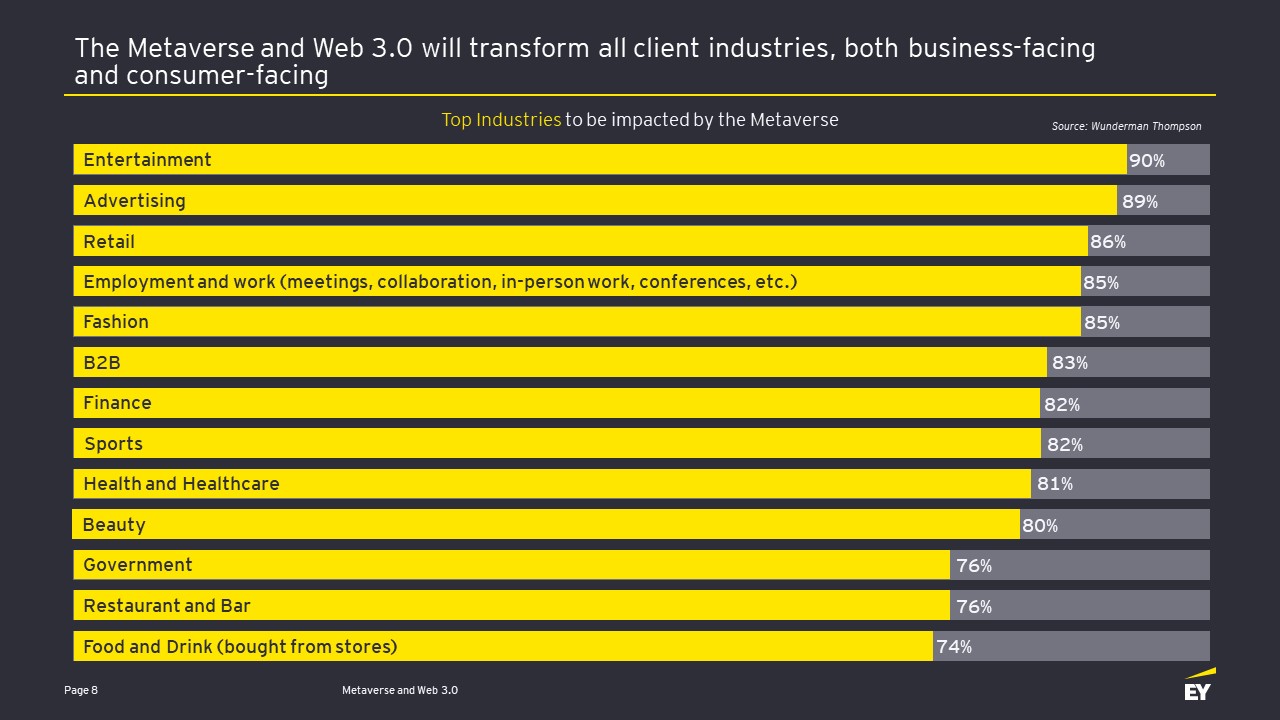 The Metaverse and Web 3.0 will transform all client industries, both business-facing
and consumer-facing
Top Industries to be impacted by the Metaverse
Source: Wunderman Thompson
Entertainment 90%
Advertising 89%
Retail 86%
Employment and work (meetings, collaboration, in-person work, conferences, etc.) 85%
Fashion 85%
B2B 83%
Finance 82%
Sports 82%
Health and Healthcare 81%
Beauty 80%
Government 76%
Restaurant and Bar 76%
Food and Drink (bought from stores) 74%
Page 8 Metaverse and Web 3.0
EY